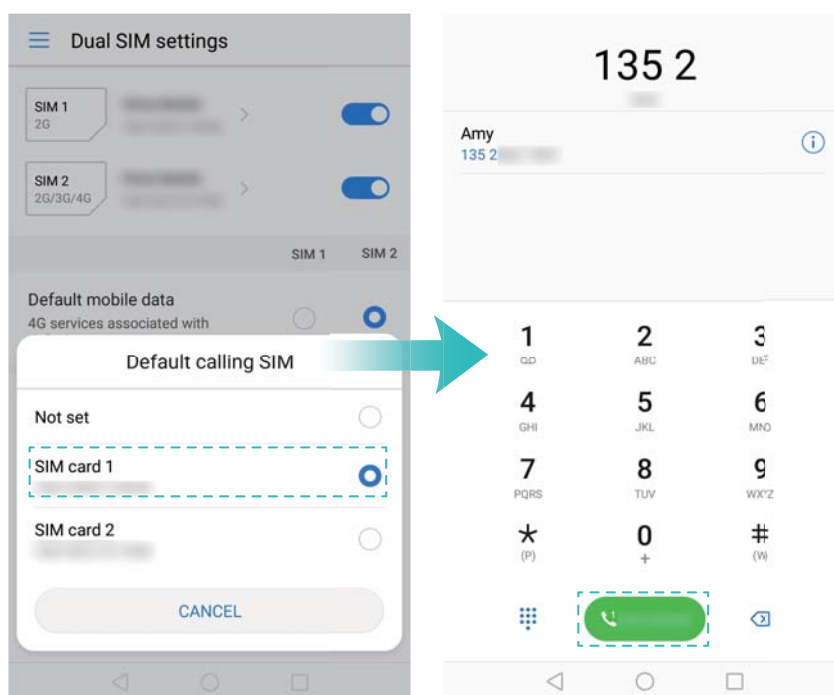 Dual SIM settings
SIM 1
2G
SIM 2
2G/3G/4G
SIM 1 SIM 2
Default mobile data
4G services associated with
Default calling SIM
Not set
SIM card 1
SIM card 2
CANCEL
135 2
Amy
135 2
1 2 3
ABC
4 5 6
GHI JKL MNO
7 8 9
PQRS TUV WXYZ
* 0 #
(P) + (W)
1